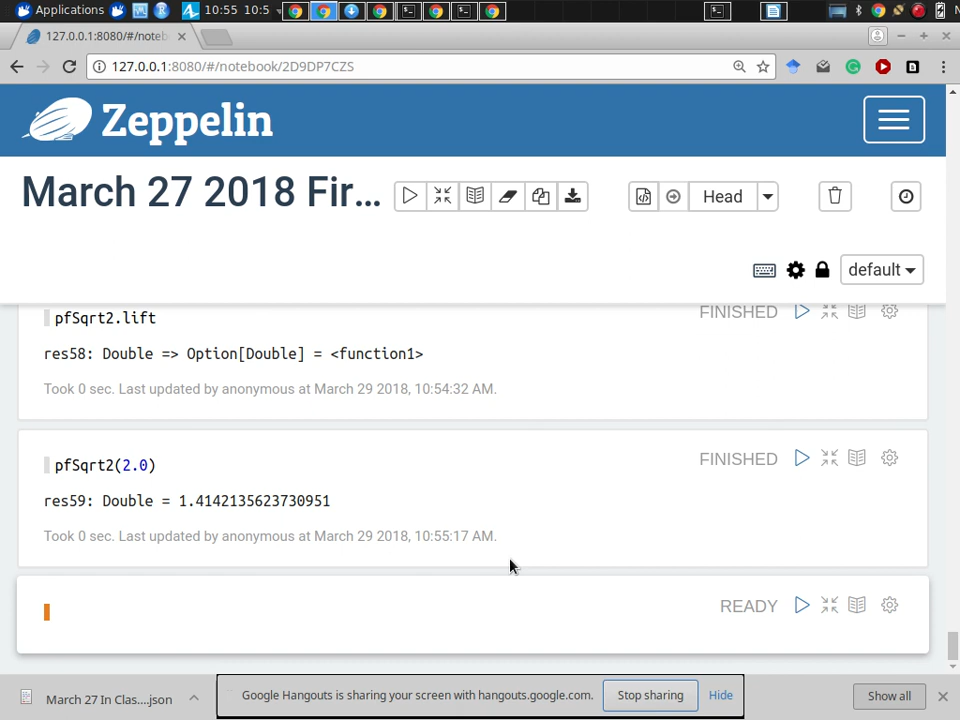 Applications 10:55 10:5
127.0.0.1:8080/#/noteb
127.0.0.1:8080/#/notebook/2D9DP7CZS
Zeppelin
March 27 2018 Fir...
Head
default
pfSqrt2.lift
FINISHED
res58: Double => Option[Double] = <function1>
Took 0 sec. Last updated by anonymous at March 29 2018, 10:54:32 AM.
pfSqrt2(2.0)
FINISHED
res59: Double = 1.4142135623730951
Took 0 sec. Last updated by anonymous at March 29 2018, 10:55:17 AM.
READY
March 27 In Clas....json
Google Hangouts is sharing your screen with hangouts.google.com.
Stop sharing
Hide
Show all